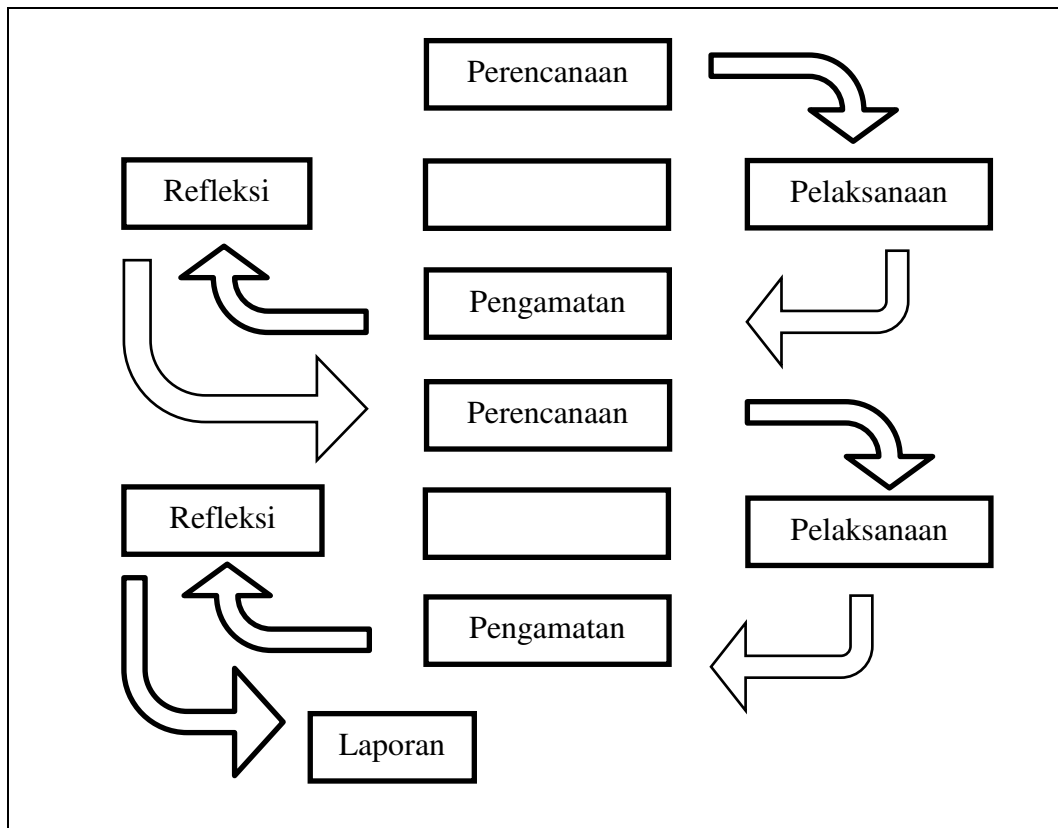 Perencanaan
Refleksi
Pelaksanaan
Pengamatan
Perencanaan
Refleksi
Pelaksanaan
Pengamatan
Laporan